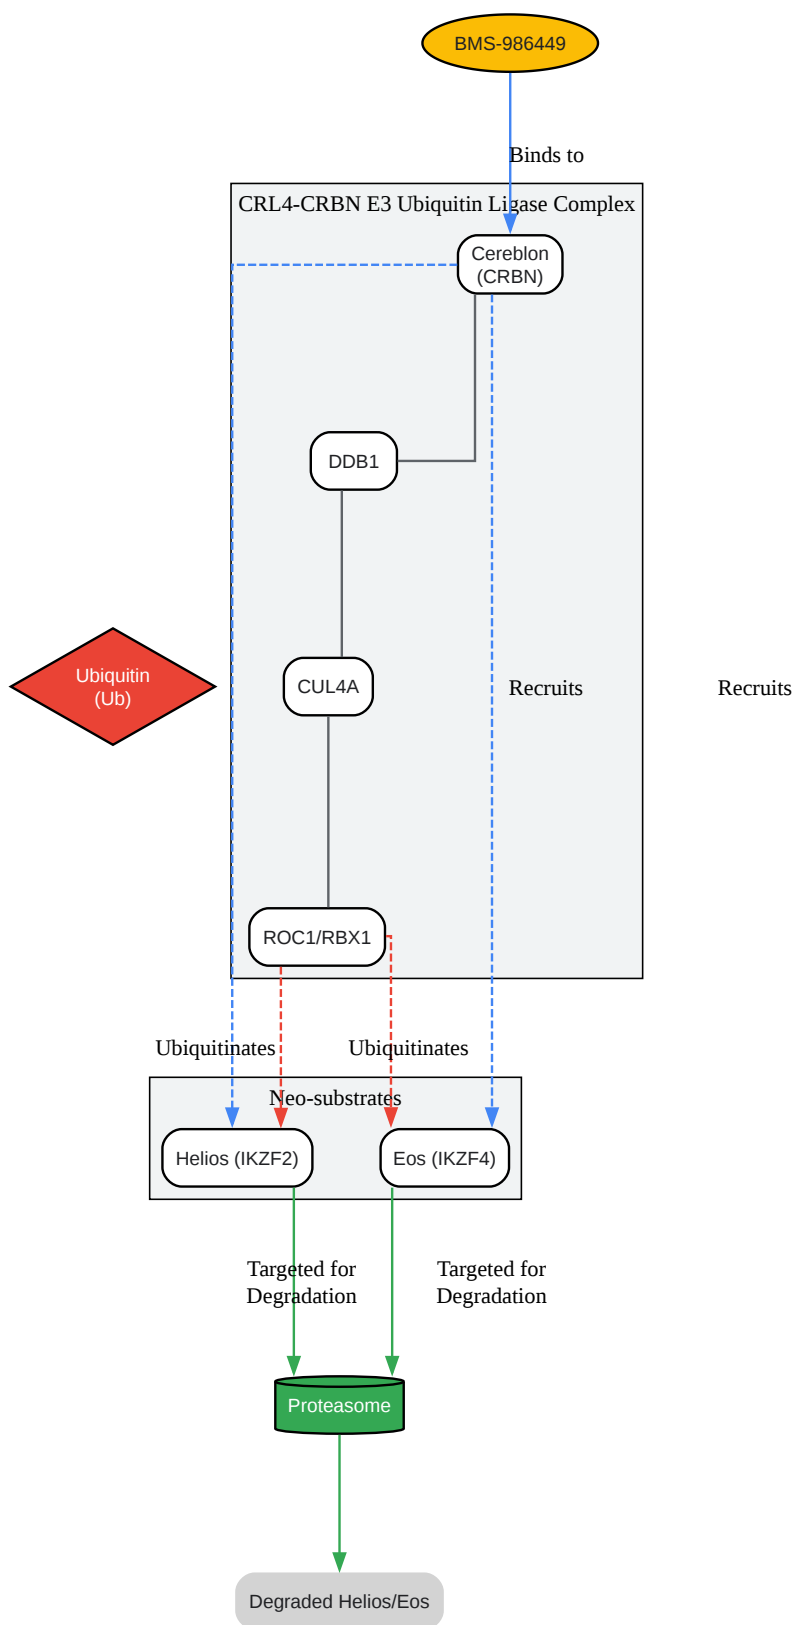 BMS-986449
Binds to
CRL4-CRBN E3 Ubiquitin Ligase Complex
Cereblon
(CRBN)
DDB1
Ubiquitin
(Ub)
CUL4A
Recruits
Recruits
ROC1/RBX1
Ubiquitinates
Ubiquitinates
Neo-substrates
Helios (IKZF2)
Eos (IKZF4)
Targeted for
Degradation
Targeted for
Degradation
Proteasome
Degraded Helios/Eos